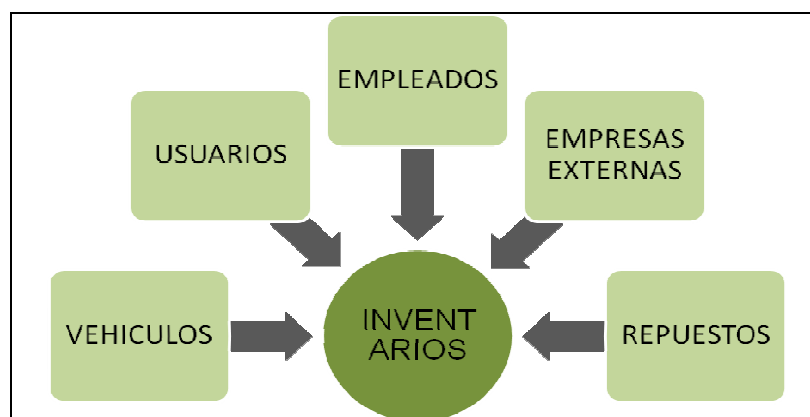 EMPLEADOS
USUARIOS
EMPRESAS
EXTERNAS
VEHICULOS
INVENT
ARIOS
REPUESTOS